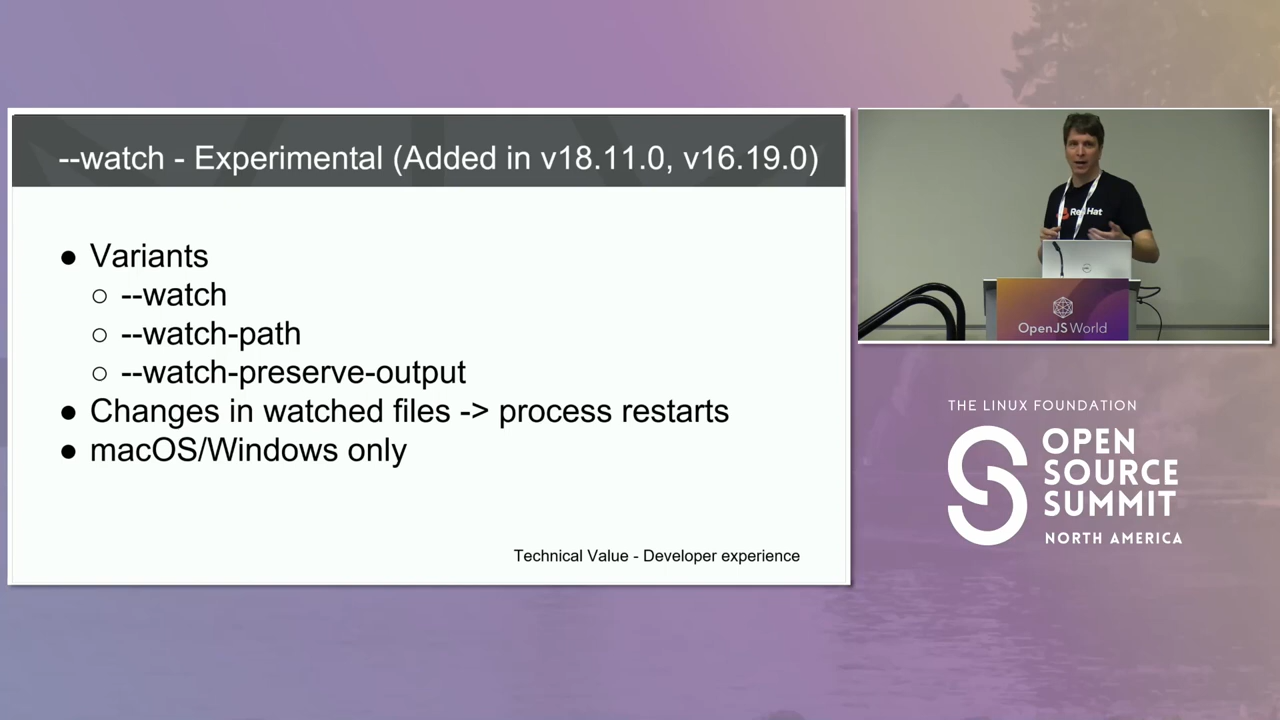 --watch - Experimental (Added in v18.11.0, v16.19.0)
● Variants
○ --watch
○ --watch-path
○ --watch-preserve-output
● Changes in watched files -> process restarts
● macOS/Windows only
Technical Value - Developer experience
Red Hat
DELL
OpenJS World
THE LINUX FOUNDATION
OPEN
SOURCE
SUMMIT
NORTH AMERICA